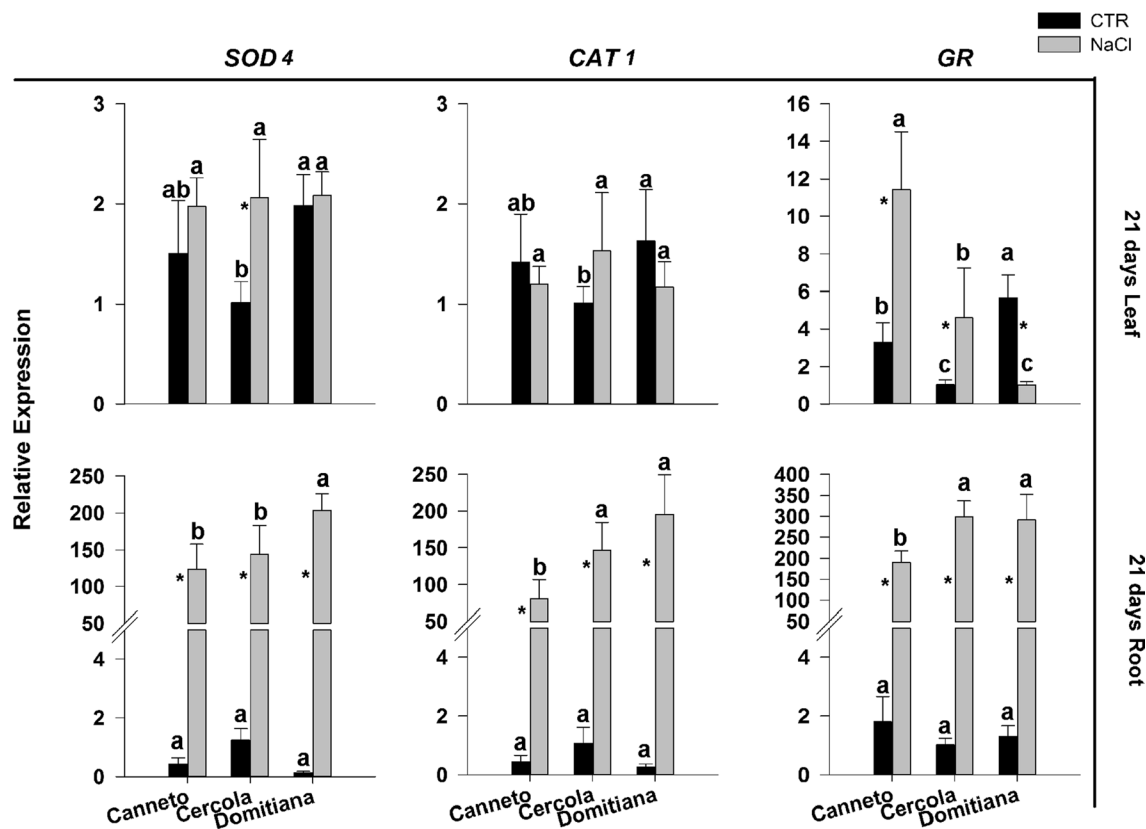 CTR
NaCl
SOD 4 CAT 1 GR
Relative Expression
21 days Leaf
3
2
1
0
ab a
* a
b
a a
3
2
1
0
ab
a
a
b
a
a
16
14
12
10
8
6
4
2
0
a
*
b
b
*
c
a
*
c
21 days Root
250
200
150
100
50
4
2
0
b
*
a
b
*
a
a
*
a
Canneto
Cercola
Domitiana
250
200
150
100
50
4
2
0
b
*
a
a
*
a
a
*
a
Canneto
Cercola
Domitiana
400
350
300
250
200
150
100
50
4
2
0
b
*
a
a
*
a
a
*
a
Canneto
Cercola
Domitiana